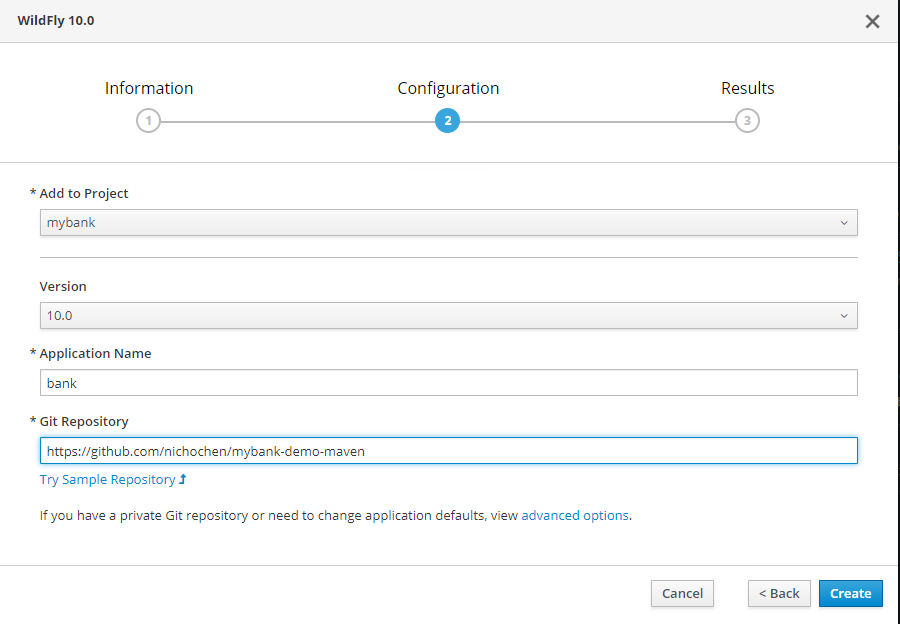 WildFly 10.0
Information Configuration Results
1 2 3
* Add to Project
mybank
Version
10.0
* Application Name
bank
* Git Repository
https://github.com/nichochen/mybank-demo-maven
Try Sample Repository
If you have a private Git repository or need to change application defaults, view advanced options.
Cancel < Back Create